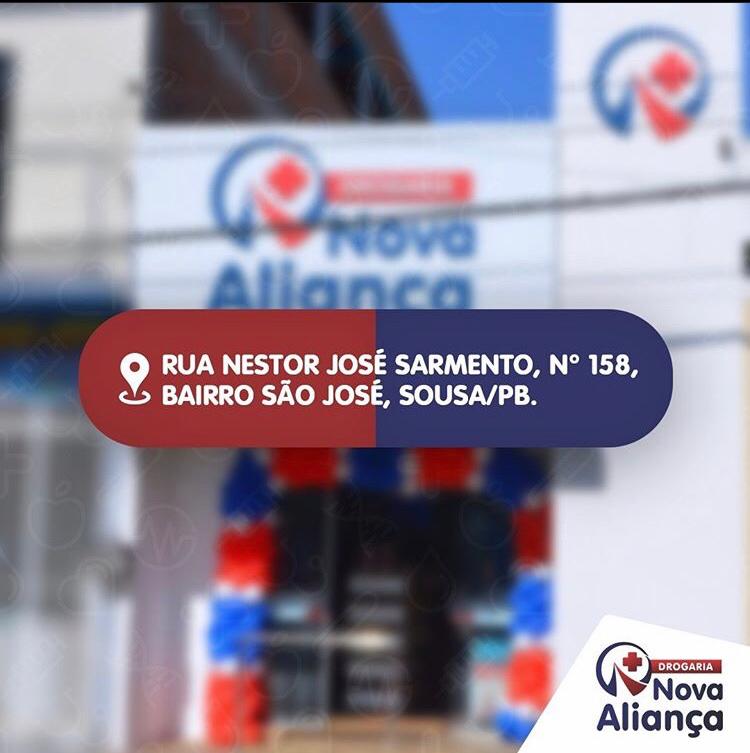 DROGARIA
Nova
Aliança
RUA NESTOR JOSÉ SARMENTO, N° 158,
BAIRRO SÃO JOSÉ, SOUSA/PB.
DROGARIA
Nova
Aliança